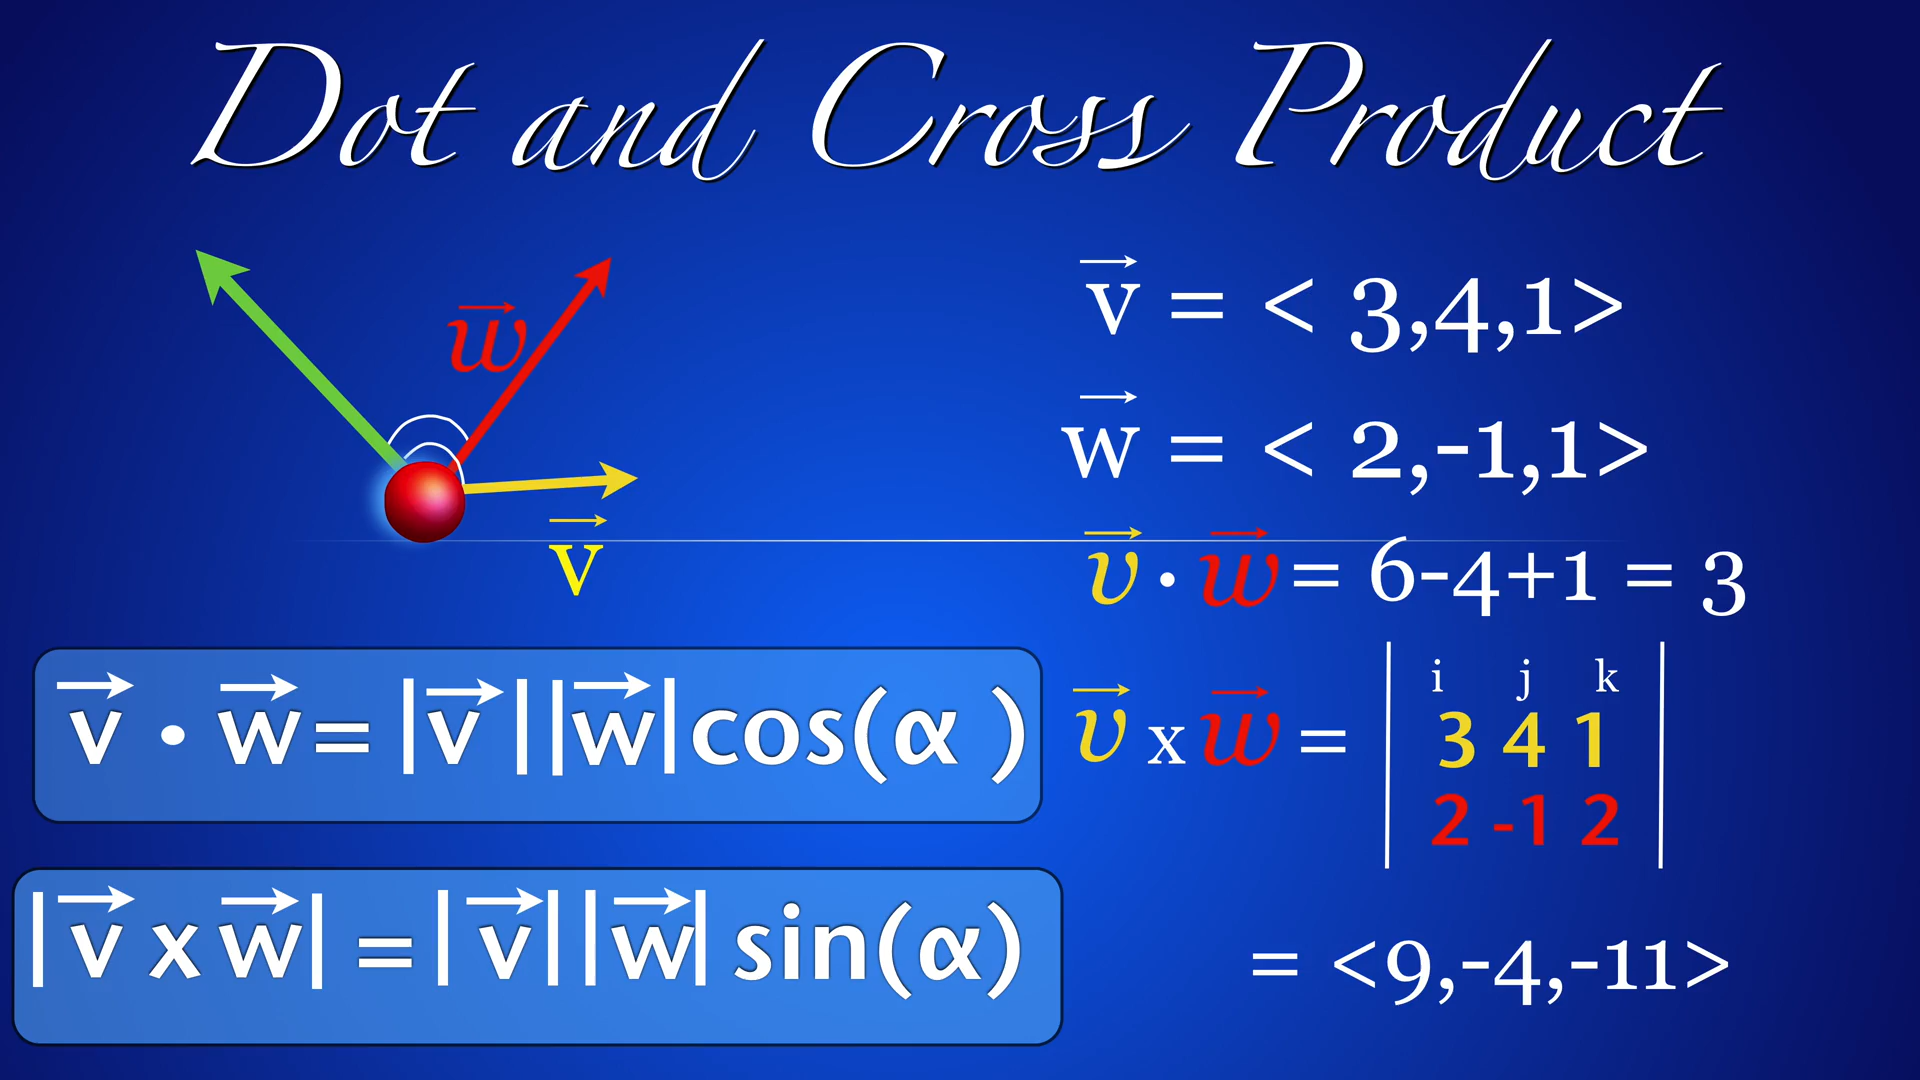 Dot and Cross Product
w
v
v = < 3,4,1>
w = < 2,-1,1>
v · w = 6-4+1 = 3
v x w =
i j k
3 4 1
2 -1 2
= <9,-4,-11>
v · w = |v| |w| cos(α )
|v x w| = |v| |w| sin(α)